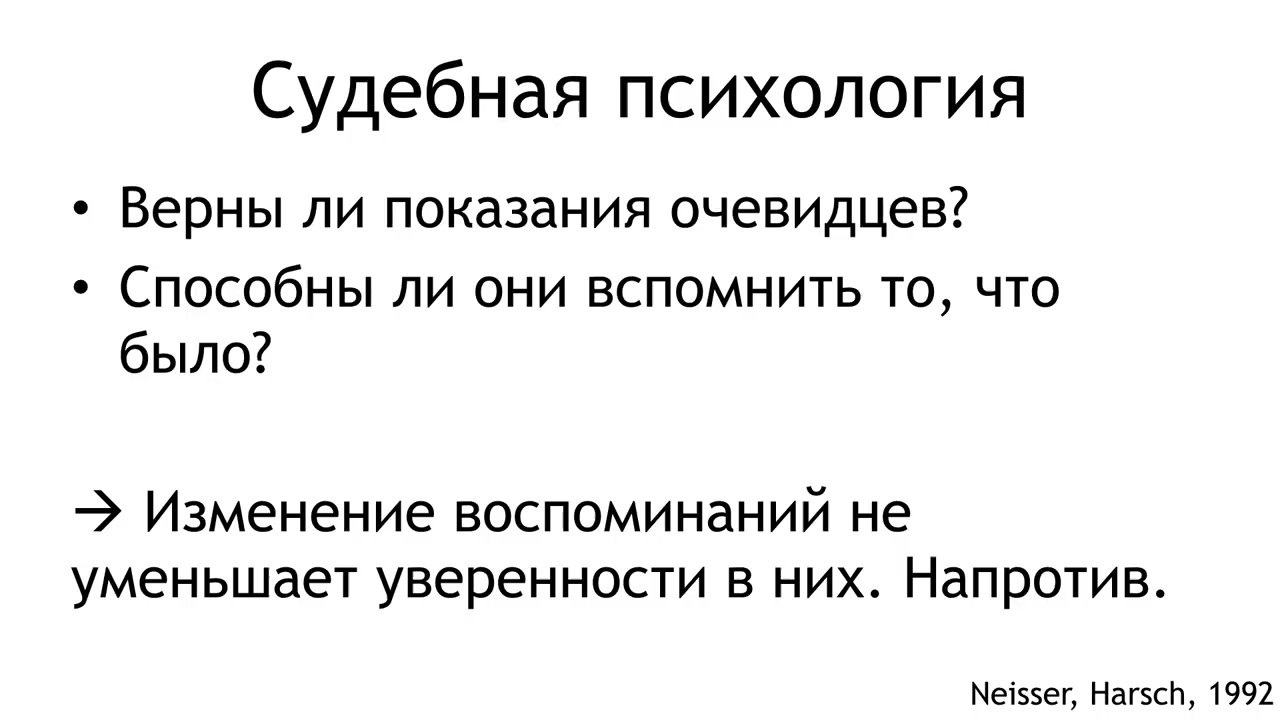 Судебная психология
• Верны ли показания очевидцев?
• Способны ли они вспомнить то, что
было?
→ Изменение воспоминаний не
уменьшает уверенности в них. Напротив.
Neisser, Harsch, 1992